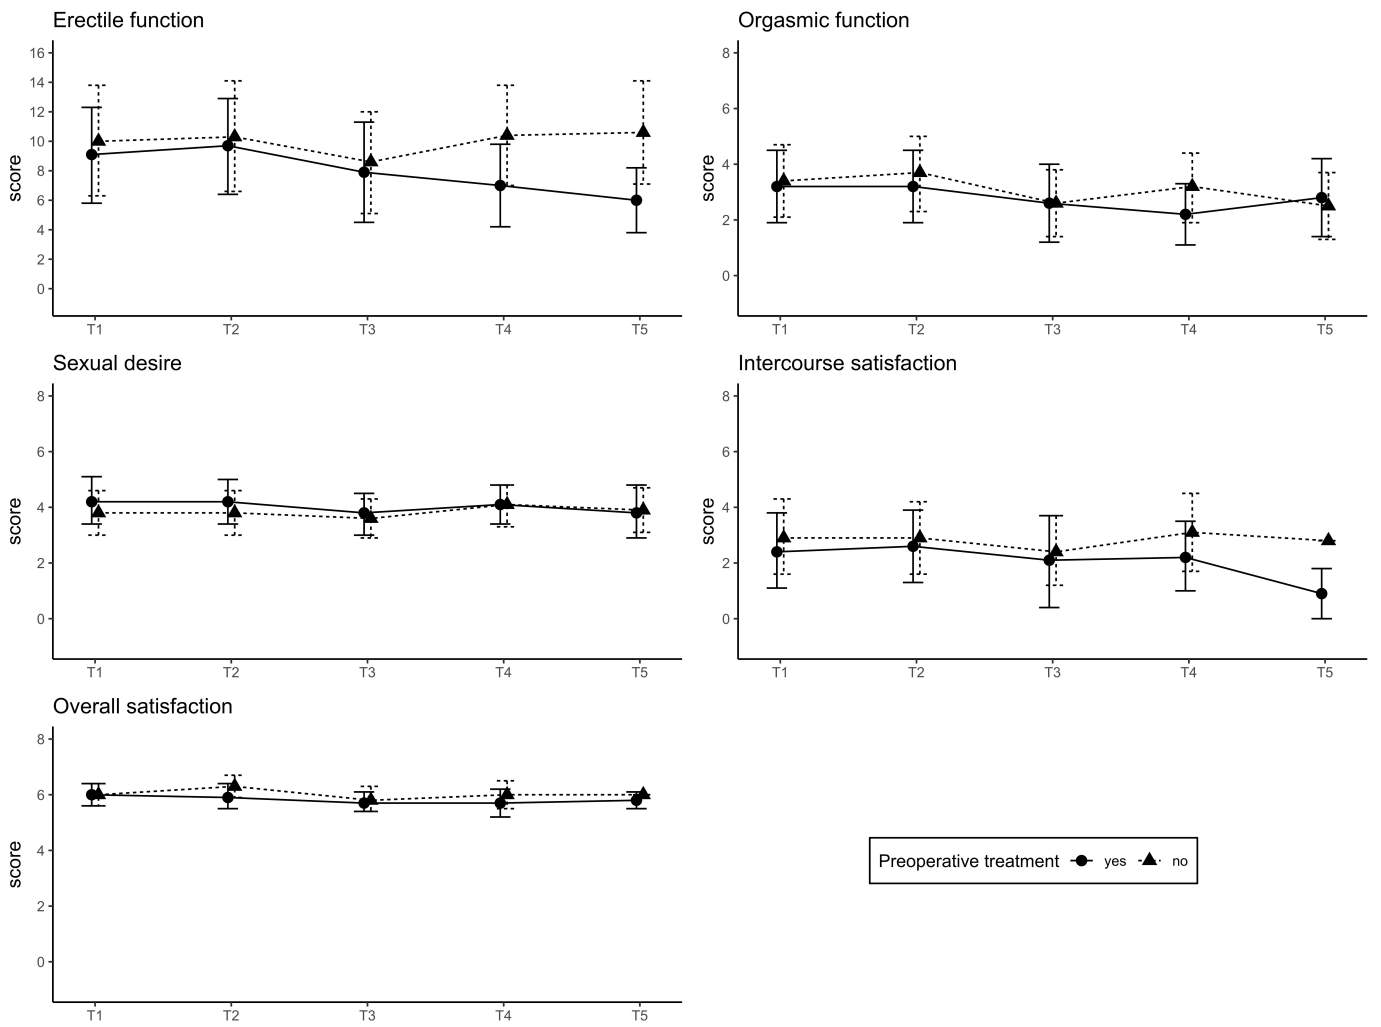 Erectile function
score
16
14
12
10
8
6
4
2
0
T1 T2 T3 T4 T5
Orgasmic function
score
8
6
4
2
0
T1 T2 T3 T4 T5
Sexual desire
score
8
6
4
2
0
T1 T2 T3 T4 T5
Intercourse satisfaction
score
8
6
4
2
0
T1 T2 T3 T4 T5
Overall satisfaction
score
8
6
4
2
0
T1 T2 T3 T4 T5
Preoperative treatment yes no